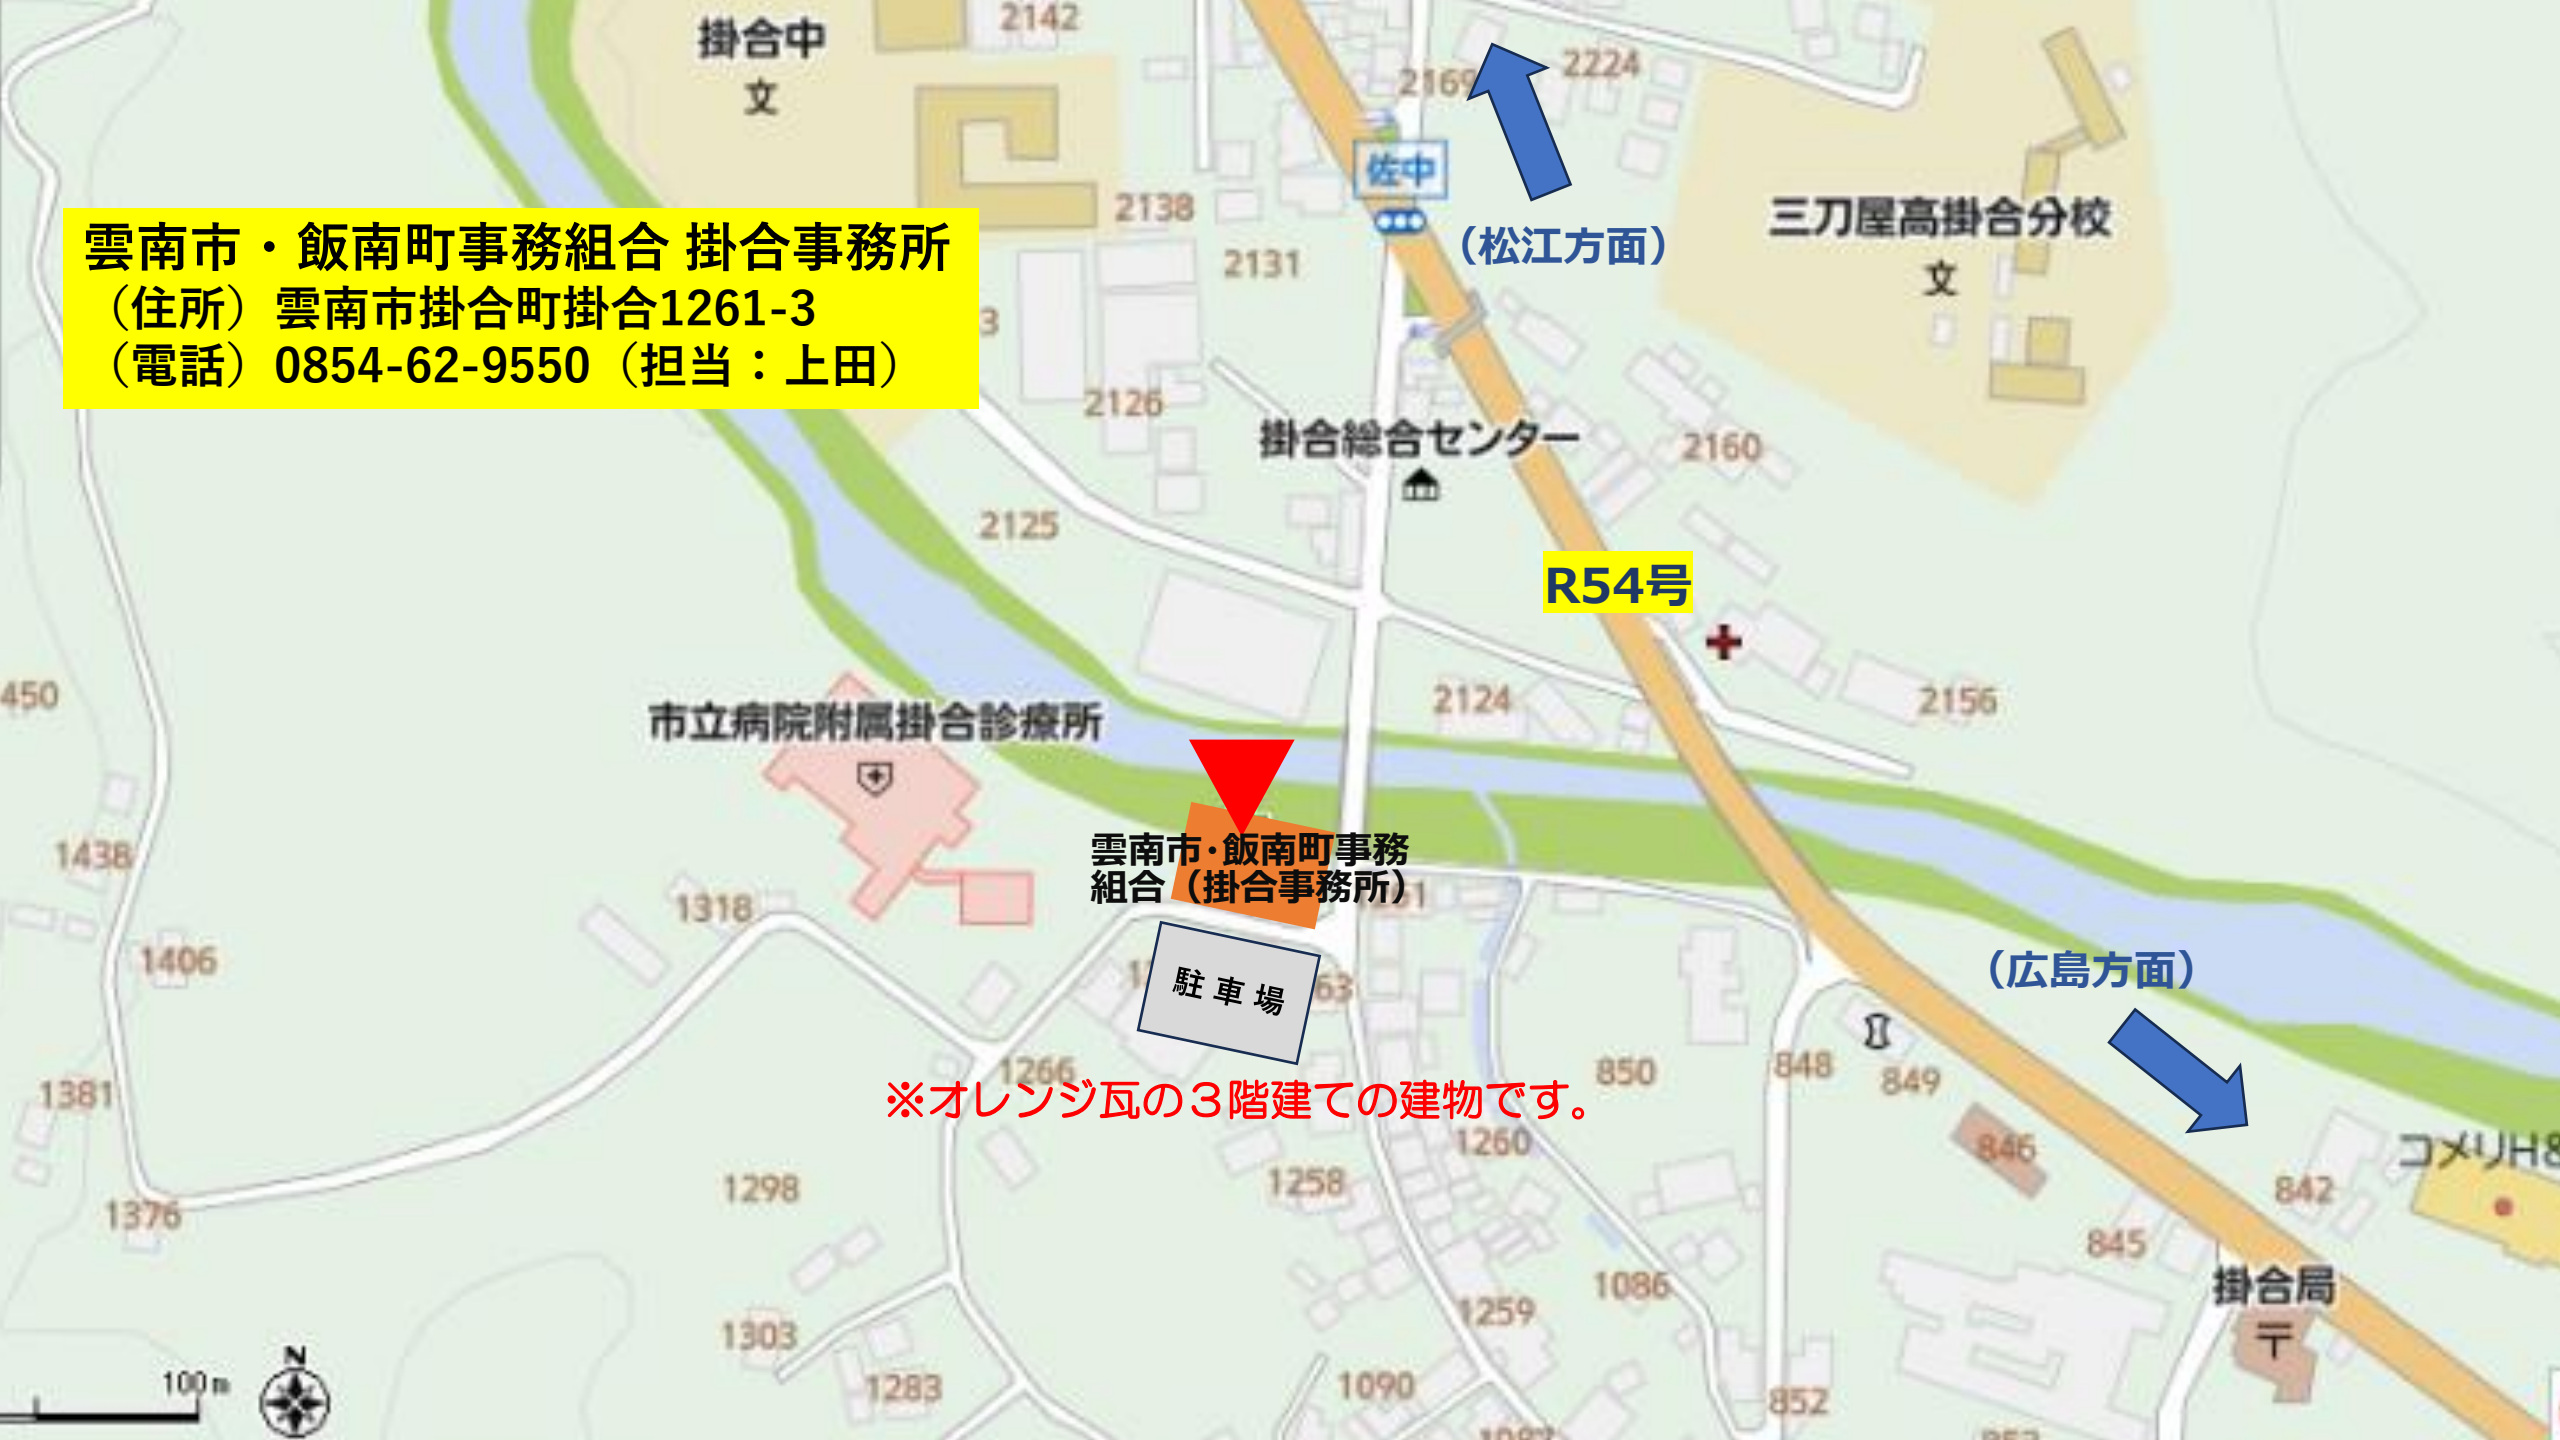 掛合中
文
2142
2169
2224
佐中
2138
2131
(松江方面)
三刀屋高掛合分校
文
雲南市・飯南町事務組合 掛合事務所
（住所）雲南市掛合町掛合1261-3
（電話）0854-62-9550（担当：上田）
3
2126
掛合総合センター
2160
2125
R54号
450
市立病院附属掛合診療所
2124
2156
1438
雲南市･飯南町事務
組合（掛合事務所）
1318
1406
駐 車 場
63
(広島方面)
1381
1266
850
848
849
※オレンジ瓦の３階建ての建物です。
1260
846
コメリH&
842
1298
1258
1376
845
1086
掛合局
〒
1259
1303
100m
N
1283
1090
852